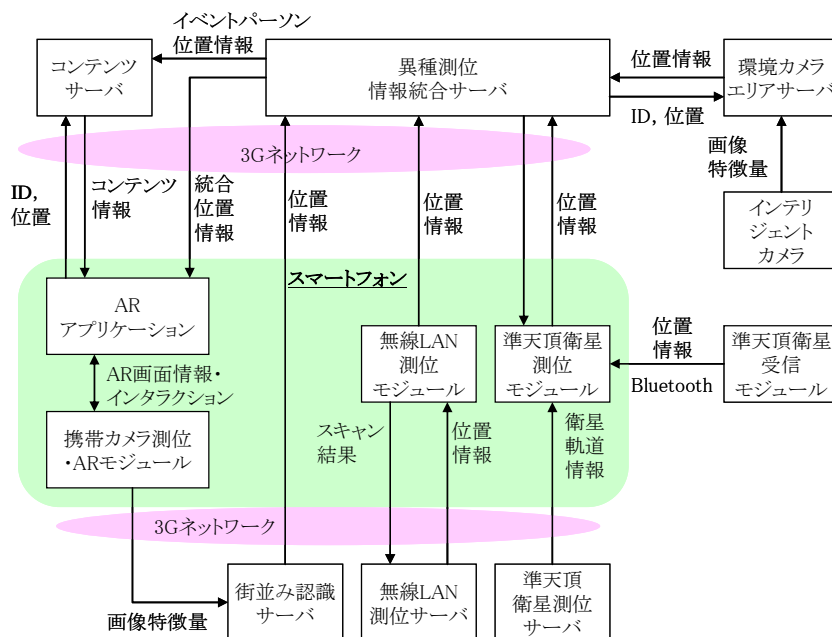 イベントパーソン
位置情報
コンテンツ
サーバ
異種測位
情報統合サーバ
位置情報
環境カメラ
エリアサーバ
ID, 位置
3Gネットワーク
画像
特徴量
ID,
位置
コンテンツ
情報
統合
位置
情報
位置
情報
位置
情報
位置
情報
インテリ
ジェント
カメラ
スマートフォン
AR
アプリケーション
無線LAN
測位
モジュール
準天頂衛星
測位
モジュール
位置
情報
Bluetooth
準天頂衛星
受信
モジュール
AR画面情報・
インタラクション
携帯カメラ測位
・ARモジュール
スキャン
結果
位置
情報
衛星
軌道
情報
3Gネットワーク
画像特徴量
街並み認識
サーバ
無線LAN
測位サーバ
準天頂
衛星測位
サーバ